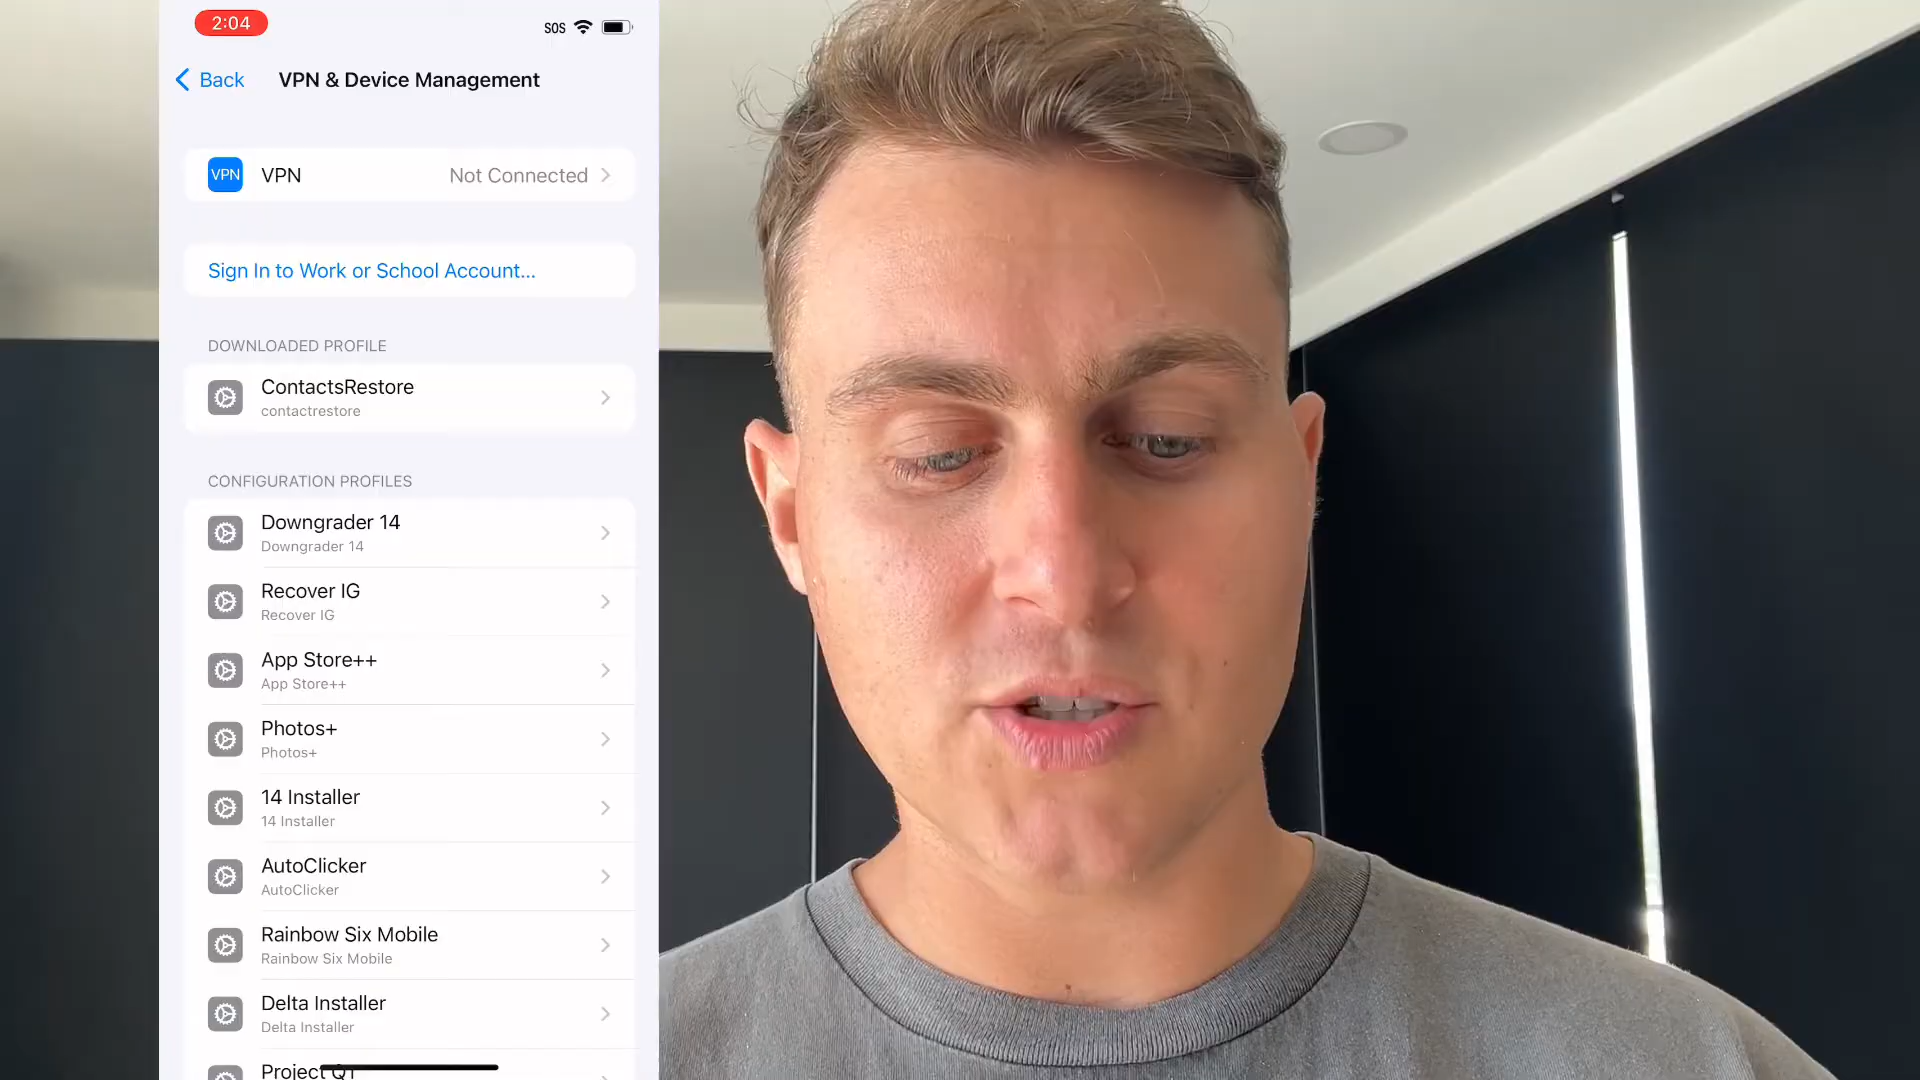 2:04
SOS
Back
VPN & Device Management
VPN
VPN
Not Connected
Sign In to Work or School Account...
DOWNLOADED PROFILE
ContactsRestore
contactrestore
CONFIGURATION PROFILES
Downgrader 14
Downgrader 14
Recover IG
Recover IG
App Store++
App Store++
Photos+
Photos+
14 Installer
14 Installer
AutoClicker
AutoClicker
Rainbow Six Mobile
Rainbow Six Mobile
Delta Installer
Delta Installer
Project